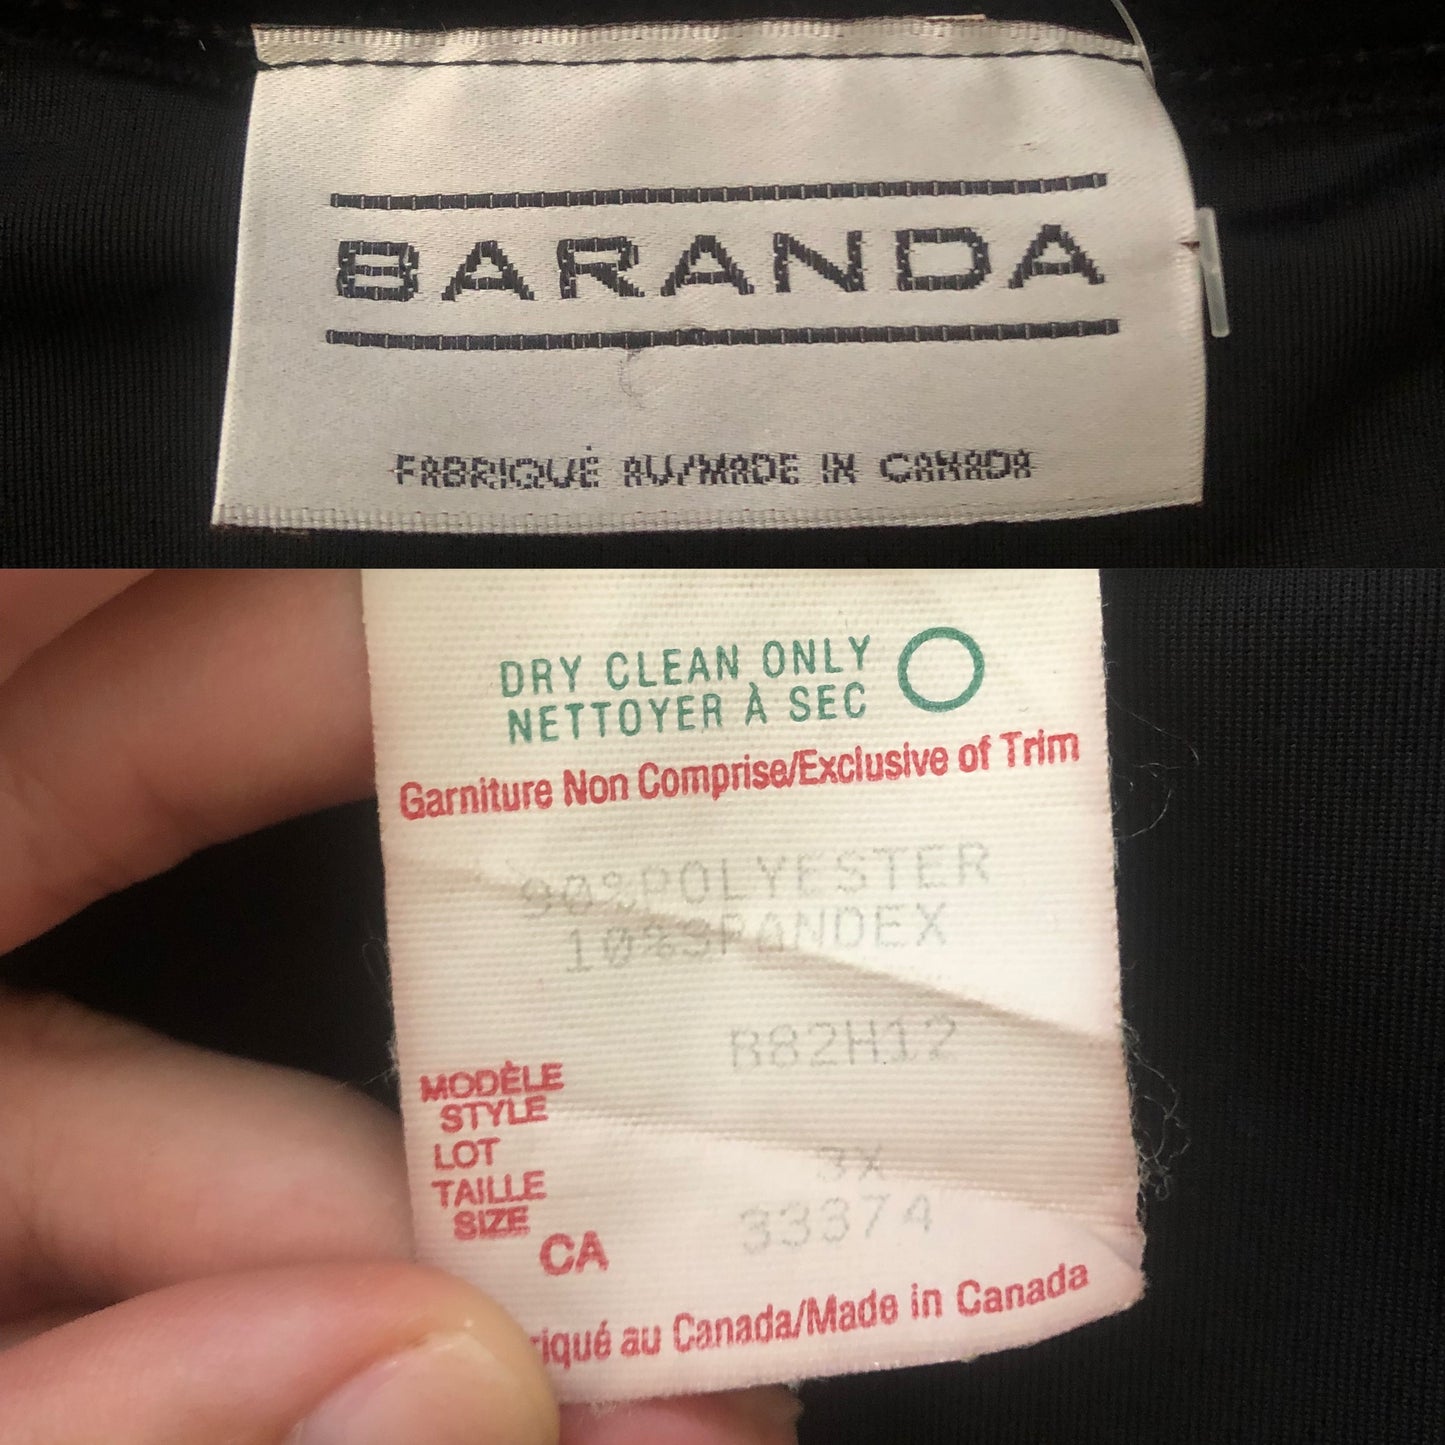 BARANDA
FABRIQUÉ AU/MADE IN CANADA
DRY CLEAN ONLY
NETTOYER À SEC
Garniture Non Comprise/Exclusive of Trim
90%POLYESTER
10%SPANDEX
R82H12
MODÈLE
STYLE
LOT
TAILLE
SIZE
3X
33374
CA
au Canada/Made in Canada